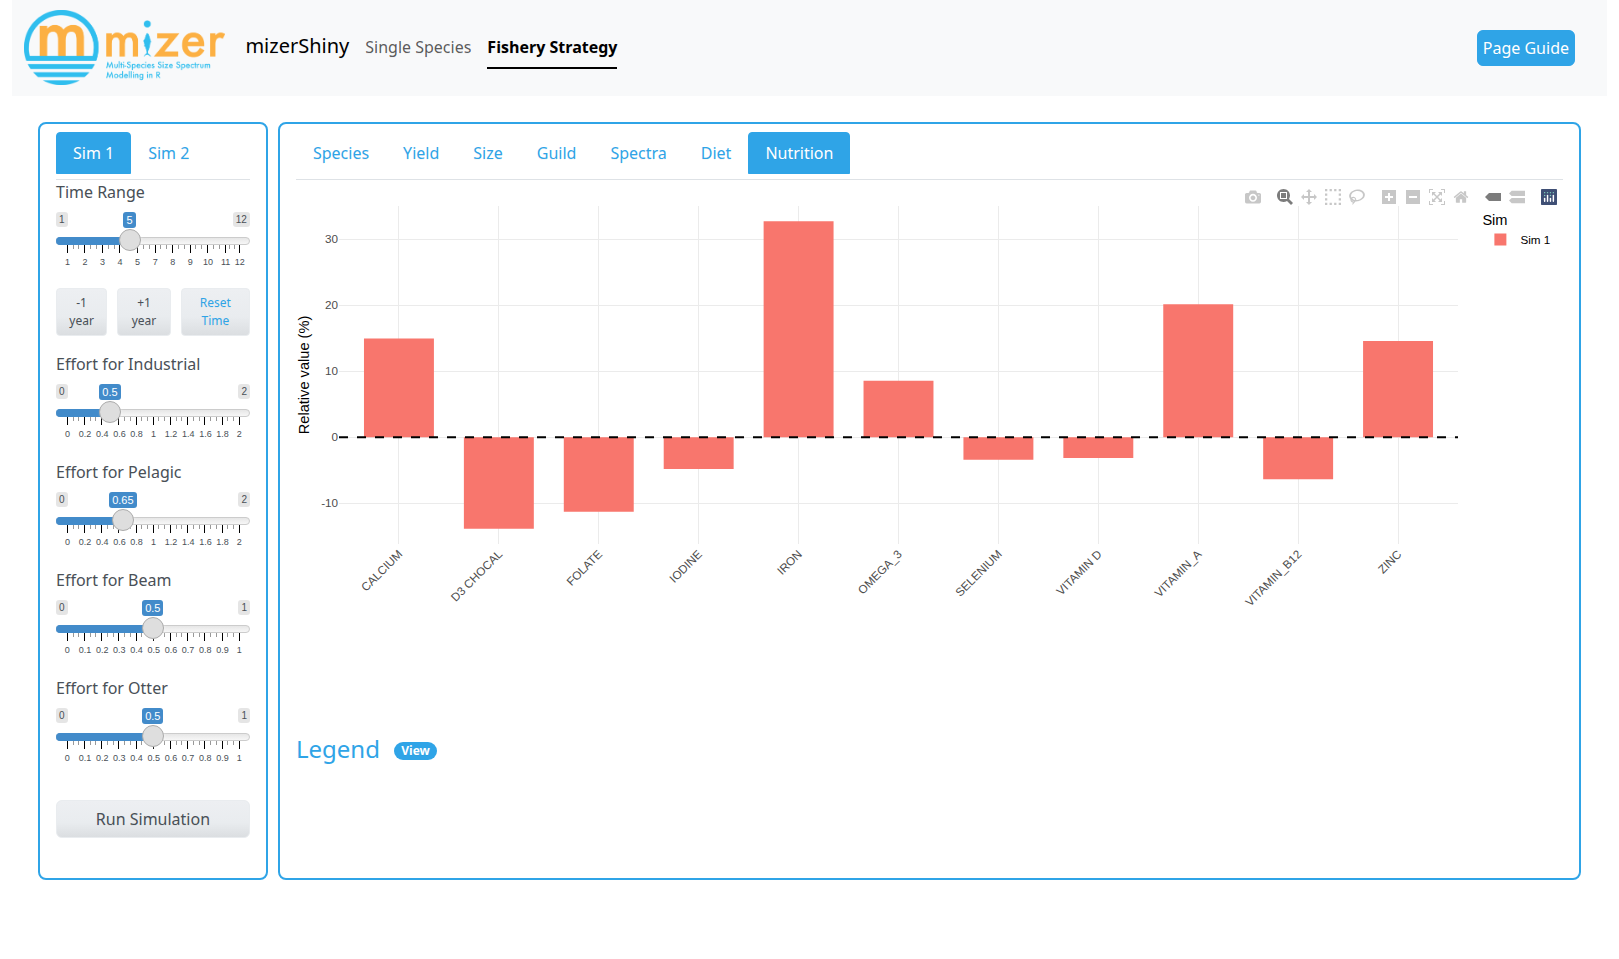 mizer
Multi-Species Size Spectrum
Modelling in R
mizerShiny
Single Species
Fishery Strategy
Page Guide
Sim 1
Sim 2
Time Range
1 5 12
1 2 3 4 5 7 8 9 10 11 12
-1 year
+1 year
Reset Time
Effort for Industrial
0 0.5 2
0 0.2 0.4 0.6 0.8 1 1.2 1.4 1.6 1.8 2
Effort for Pelagic
0 0.65 2
0 0.2 0.4 0.6 0.8 1 1.2 1.4 1.6 1.8 2
Effort for Beam
0 0.5 1
0 0.1 0.2 0.3 0.4 0.5 0.6 0.7 0.8 0.9 1
Effort for Otter
0 0.5 1
0 0.1 0.2 0.3 0.4 0.5 0.6 0.7 0.8 0.9 1
Run Simulation
Species Yield Size Guild Spectra Diet Nutrition
Sim
Sim 1
Relative value (%)
30
20
10
0
-10
CALCIUM
D3 CHOCAL
FOLATE
IODINE
IRON
OMEGA_3
SELENIUM
VITAMIN D
VITAMIN_A
VITAMIN_B12
ZINC
Legend View